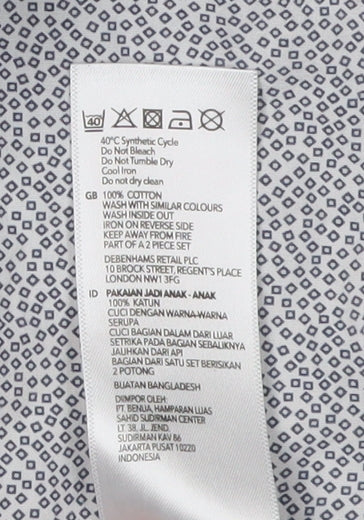 40
40°C Synthetic Cycle
Do Not Bleach
Do Not Tumble Dry
Cool Iron
Do not dry clean
GB 100% COTTON
WASH WITH SIMILAR COLOURS
WASH INSIDE OUT
IRON ON REVERSE SIDE
KEEP AWAY FROM FIRE
PART OF A 2 PIECE SET
DEBENHAMS RETAIL PLC
10 BROCK STREET, REGENT'S PLACE
LONDON NW1 3FG
ID PAKAIAN JADI ANAK - ANAK
100% KATUN
CUCI DENGAN WARNA-WARNA
SERUPA
CUCI BAGIAN DALAM DARI LUAR
SETRIKA PADA BAGIAN SEBALIKNYA
JAUHKAN DARI API
BAGIAN DARI SATU SET BERISIKAN
2 POTONG
BUATAN BANGLADESH
DIIMPOR OLEH:
PT. BENUA, HAMPARAN LUAS
SAHID SUDIRMAN CENTER
LT 38, JL. JEND.
SUDIRMAN KAV 86
JAKARTA PUSAT 10220
INDONESIA